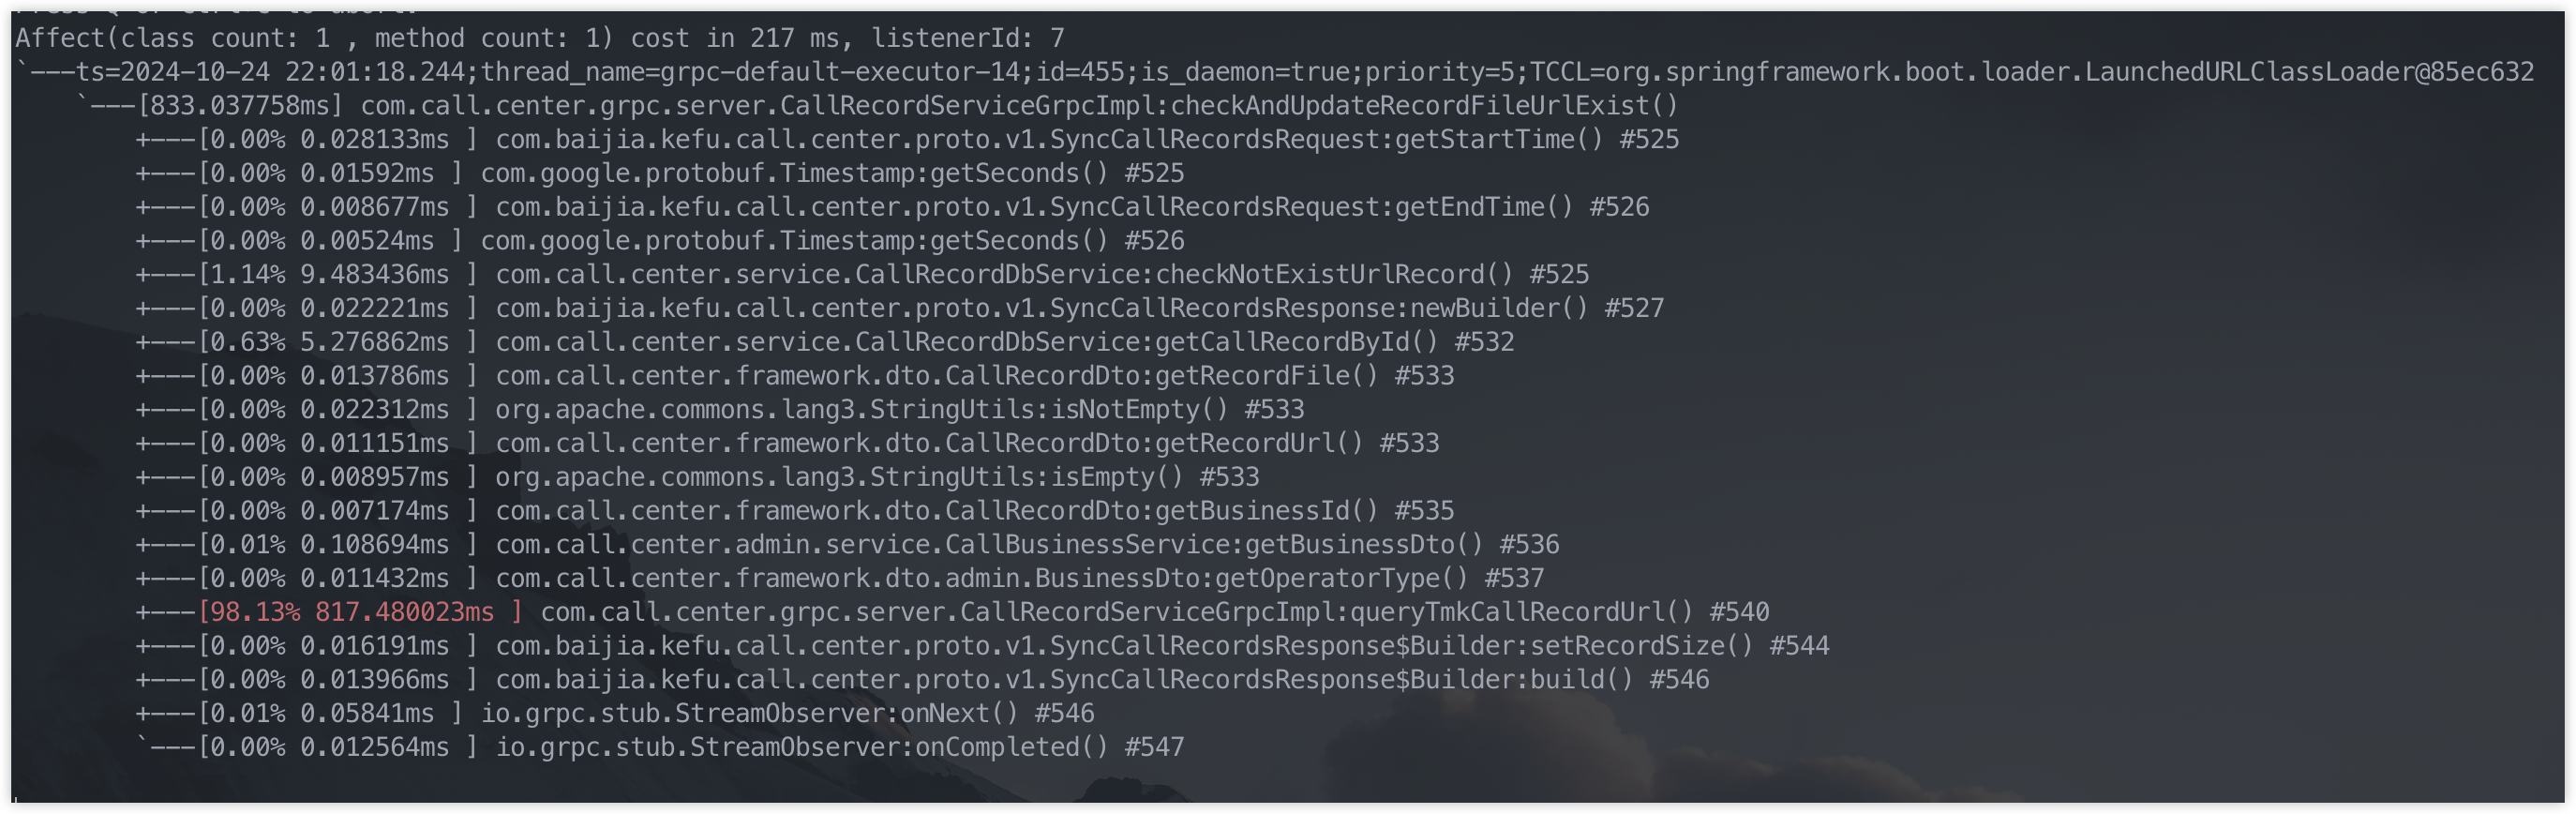 Affect(class count: 1 , method count: 1) cost in 217 ms, listenerId: 7
`---ts=2024-10-24 22:01:18.244;thread_name=grpc-default-executor-14;id=455;is_daemon=true;priority=5;TCCL=org.springframework.boot.loader.LaunchedURLClassLoader@85ec632
    `---[833.037758ms] com.call.center.grpc.server.CallRecordServiceGrpcImpl:checkAndUpdateRecordFileUrlExist()
        +---[0.00% 0.028133ms ] com.baijia.kefu.call.center.proto.v1.SyncCallRecordsRequest:getStartTime() #525
        +---[0.00% 0.01592ms ] com.google.protobuf.Timestamp:getSeconds() #525
        +---[0.00% 0.008677ms ] com.baijia.kefu.call.center.proto.v1.SyncCallRecordsRequest:getEndTime() #526
        +---[0.00% 0.00524ms ] com.google.protobuf.Timestamp:getSeconds() #526
        +---[1.14% 9.483436ms ] com.call.center.service.CallRecordDbService:checkNotExistUrlRecord() #525
        +---[0.00% 0.022221ms ] com.baijia.kefu.call.center.proto.v1.SyncCallRecordsResponse:newBuilder() #527
        +---[0.63% 5.276862ms ] com.call.center.service.CallRecordDbService:getCallRecordById() #532
        +---[0.00% 0.013786ms ] com.call.center.framework.dto.CallRecordDto:getRecordFile() #533
        +---[0.00% 0.022312ms ] org.apache.commons.lang3.StringUtils:isNotEmpty() #533
        +---[0.00% 0.011151ms ] com.call.center.framework.dto.CallRecordDto:getRecordUrl() #533
        +---[0.00% 0.008957ms ] org.apache.commons.lang3.StringUtils:isEmpty() #533
        +---[0.00% 0.007174ms ] com.call.center.framework.dto.CallRecordDto:getBusinessId() #535
        +---[0.01% 0.108694ms ] com.call.center.admin.service.CallBusinessService:getBusinessDto() #536
        +---[0.00% 0.011432ms ] com.call.center.framework.dto.admin.BusinessDto:getOperatorType() #537
        +---[98.13% 817.480023ms ] com.call.center.grpc.server.CallRecordServiceGrpcImpl:queryTmkCallRecordUrl() #540
        +---[0.00% 0.016191ms ] com.baijia.kefu.call.center.proto.v1.SyncCallRecordsResponse$Builder:setRecordSize() #544
        +---[0.00% 0.013966ms ] com.baijia.kefu.call.center.proto.v1.SyncCallRecordsResponse$Builder:build() #546
        +---[0.01% 0.05841ms ] io.grpc.stub.StreamObserver:onNext() #546
        `---[0.00% 0.012564ms ] io.grpc.stub.StreamObserver:onCompleted() #547